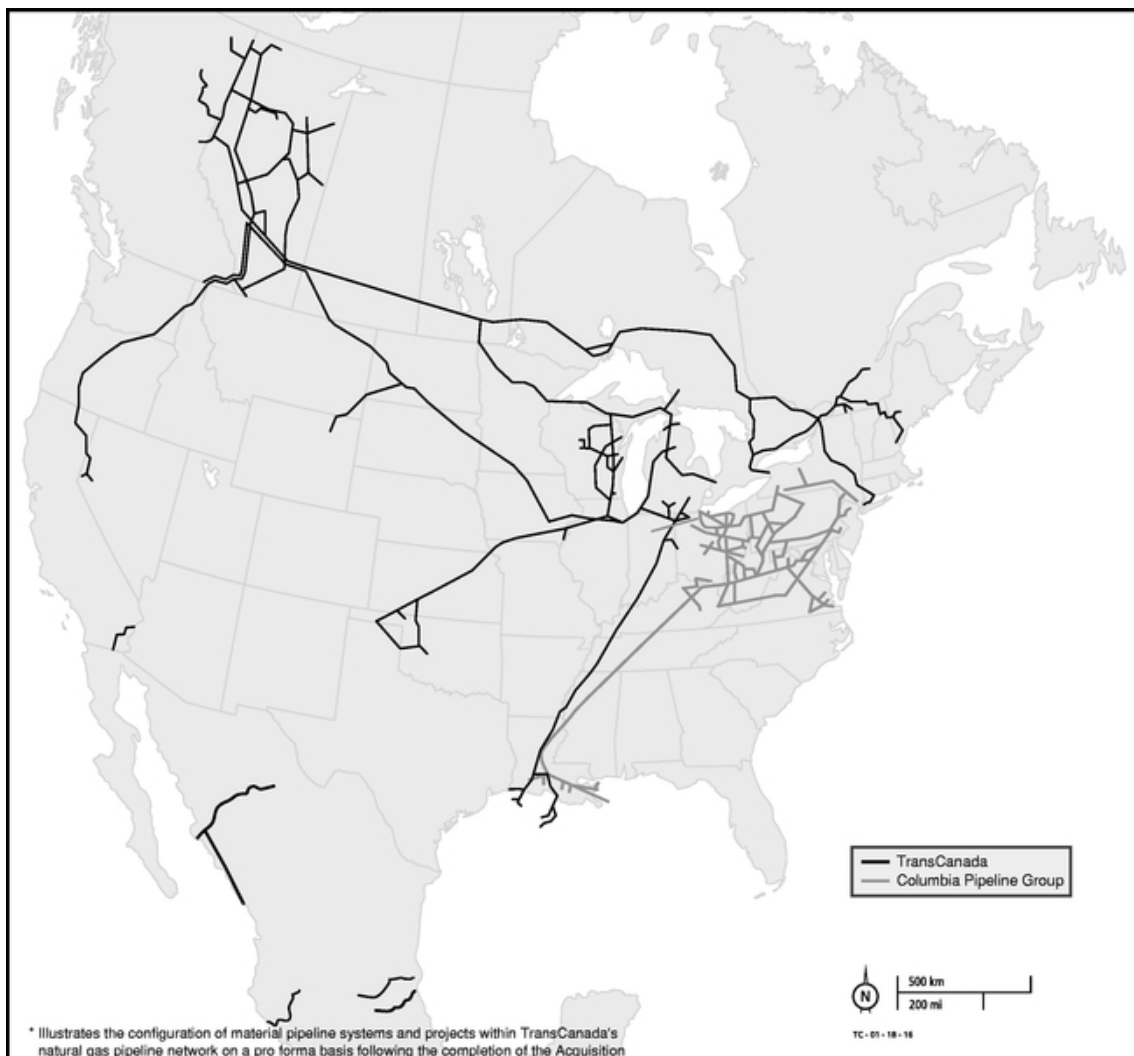 TransCanada
Columbia Pipeline Group
N
500 km
200 mi
TC - 01 - 18 - 16
* Illustrates the configuration of material pipeline systems and projects within TransCanada's
natural gas pipeline network on a pro forma basis following the completion of the Acquisition